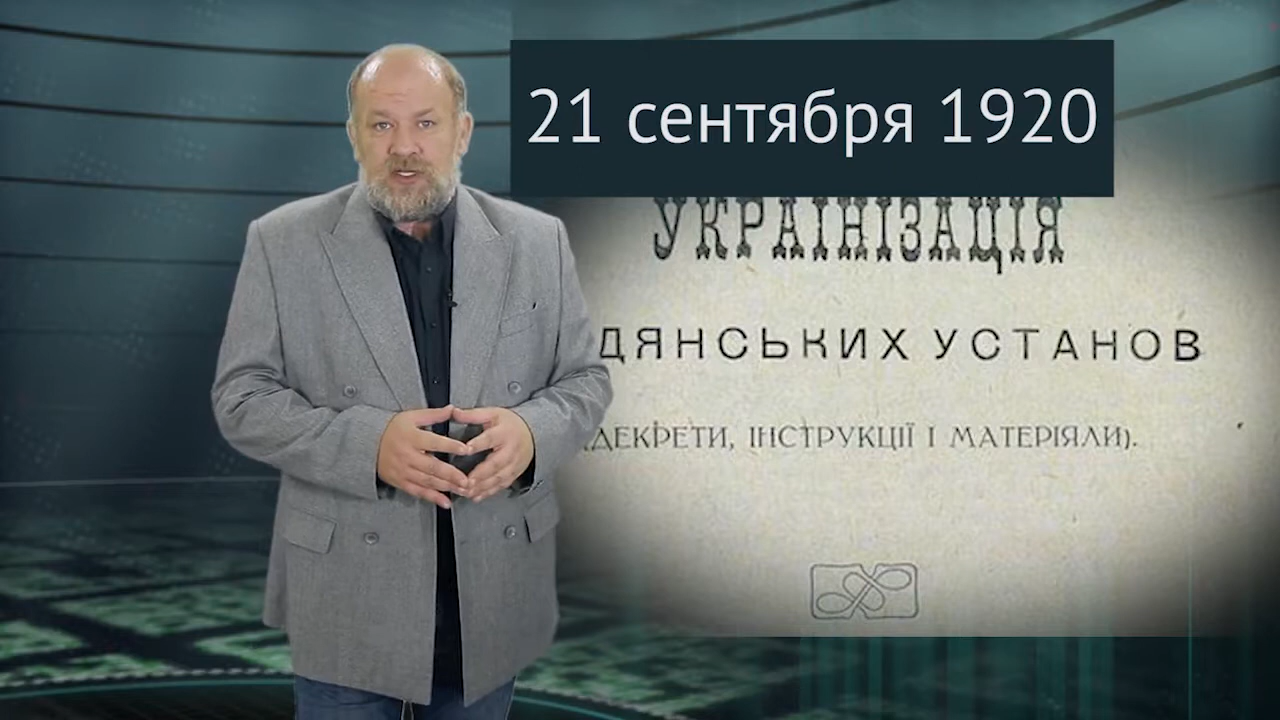 21 сентября 1920
УКРАЇНІЗАЦІЯ
ДЯНСЬКИХ УСТАНОВ
(ДЕКРЕТИ, ІНСТРУКЦІЇ І МАТЕРІЯЛИ).